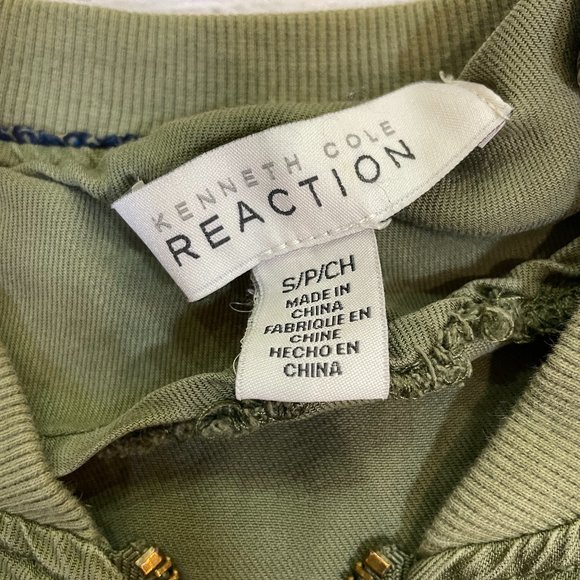 KENNETH COLE
REACTION
S/P/CH
MADE IN
CHINA
FABRIQUE EN
CHINE
HECHO EN
CHINA